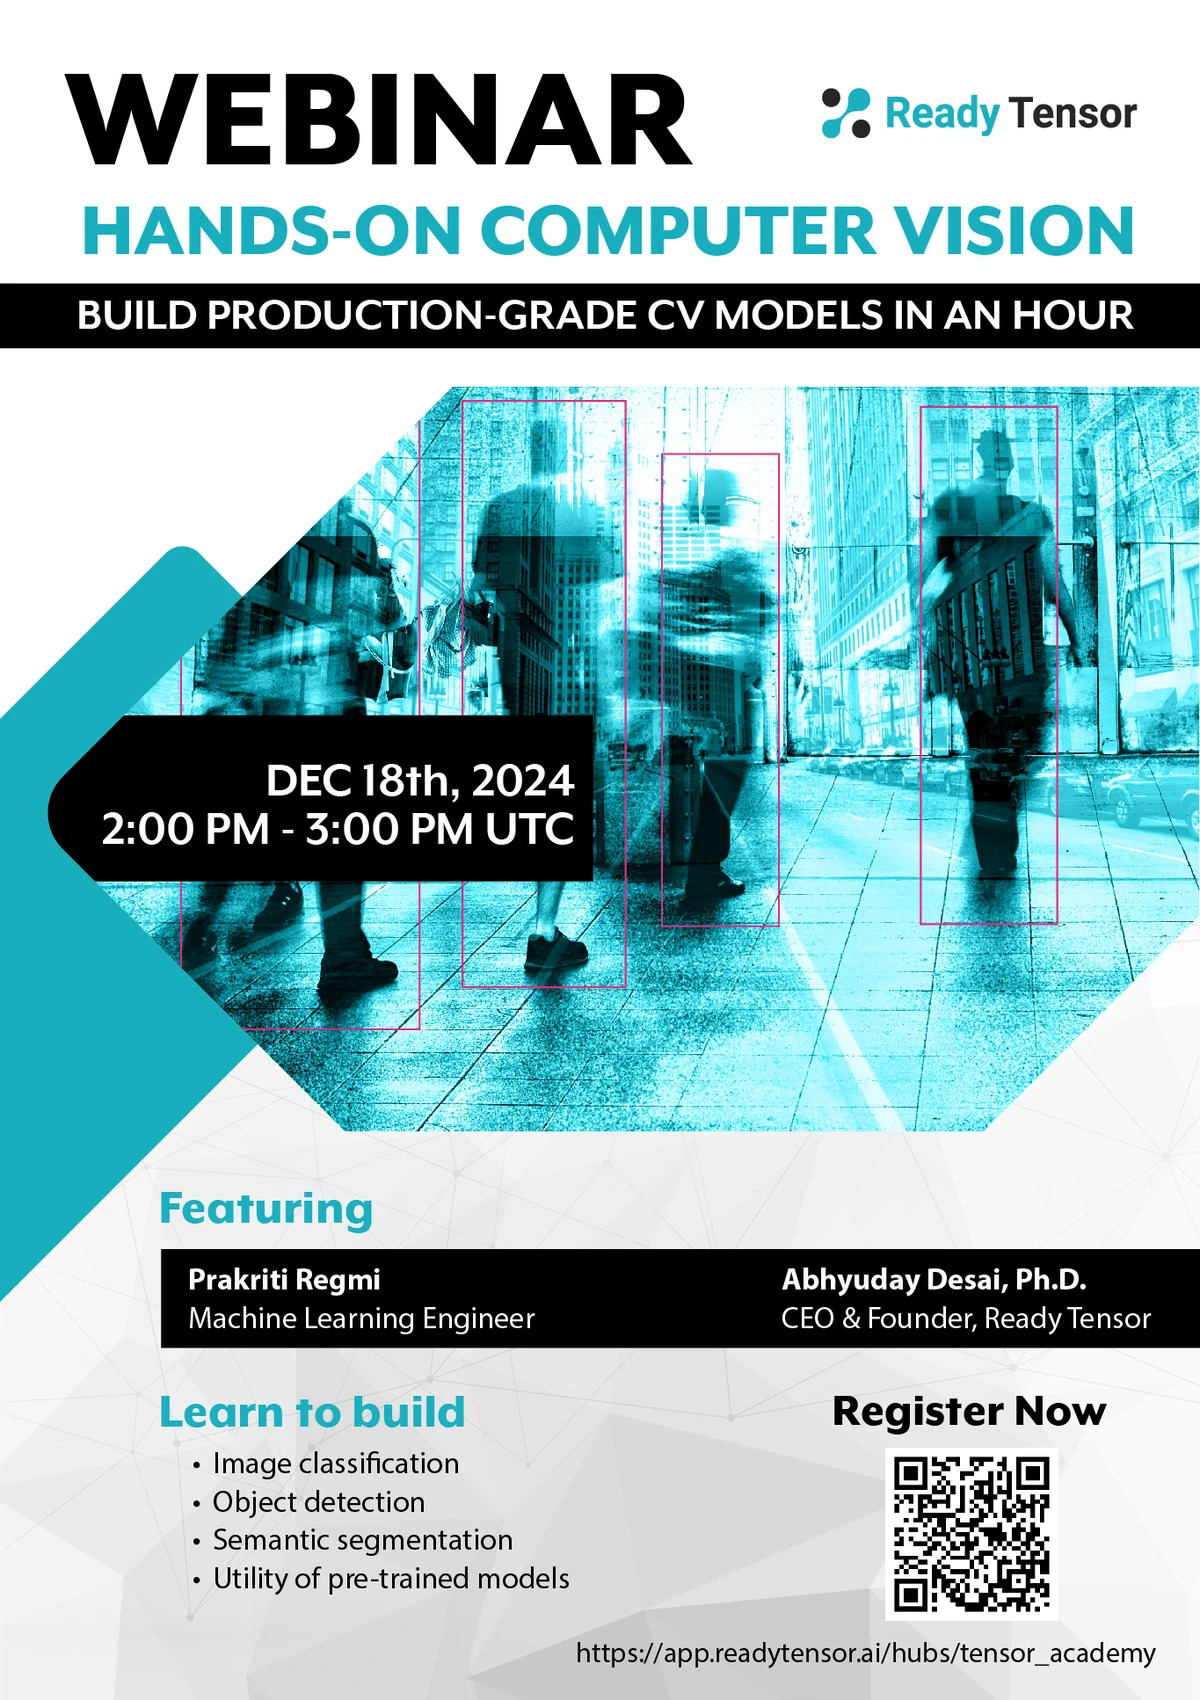 WEBINAR
Ready Tensor
HANDS-ON COMPUTER VISION
BUILD PRODUCTION-GRADE CV MODELS IN AN HOUR
DEC 18th, 2024
2:00 PM - 3:00 PM UTC
Featuring
Prakriti Regmi
Machine Learning Engineer
Abhyuday Desai, Ph.D.
CEO & Founder, Ready Tensor
Learn to build
• Image classification
• Object detection
• Semantic segmentation
• Utility of pre-trained models
Register Now
https://app.readytensor.ai/hubs/tensor_academy